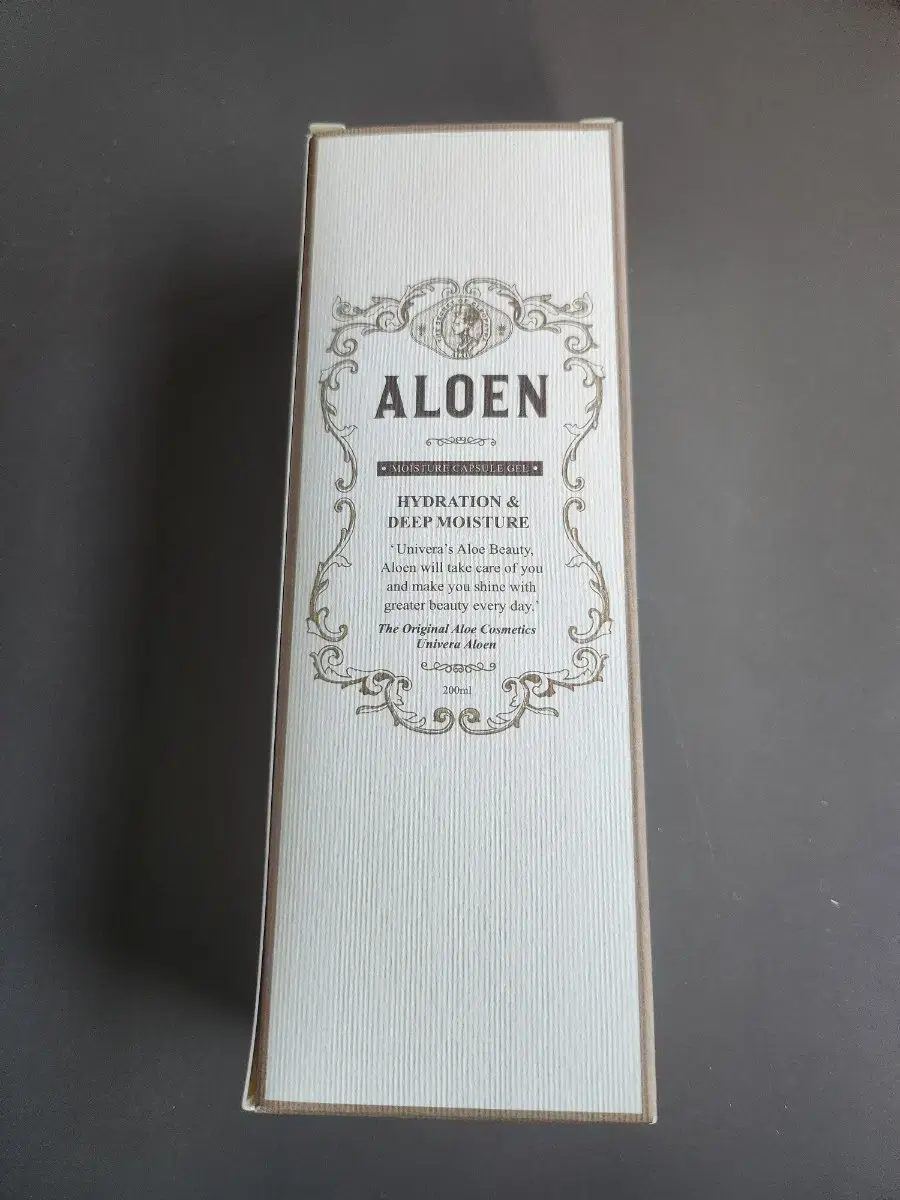 ALOEN
• MOISTURE CAPSULE GEL •
HYDRATION &
DEEP MOISTURE
‘Univera's Aloe Beauty,
Aloen will take care of you
and make you shine with
greater beauty every day.’
The Original Aloe Cosmetics
Univera Aloen
200ml